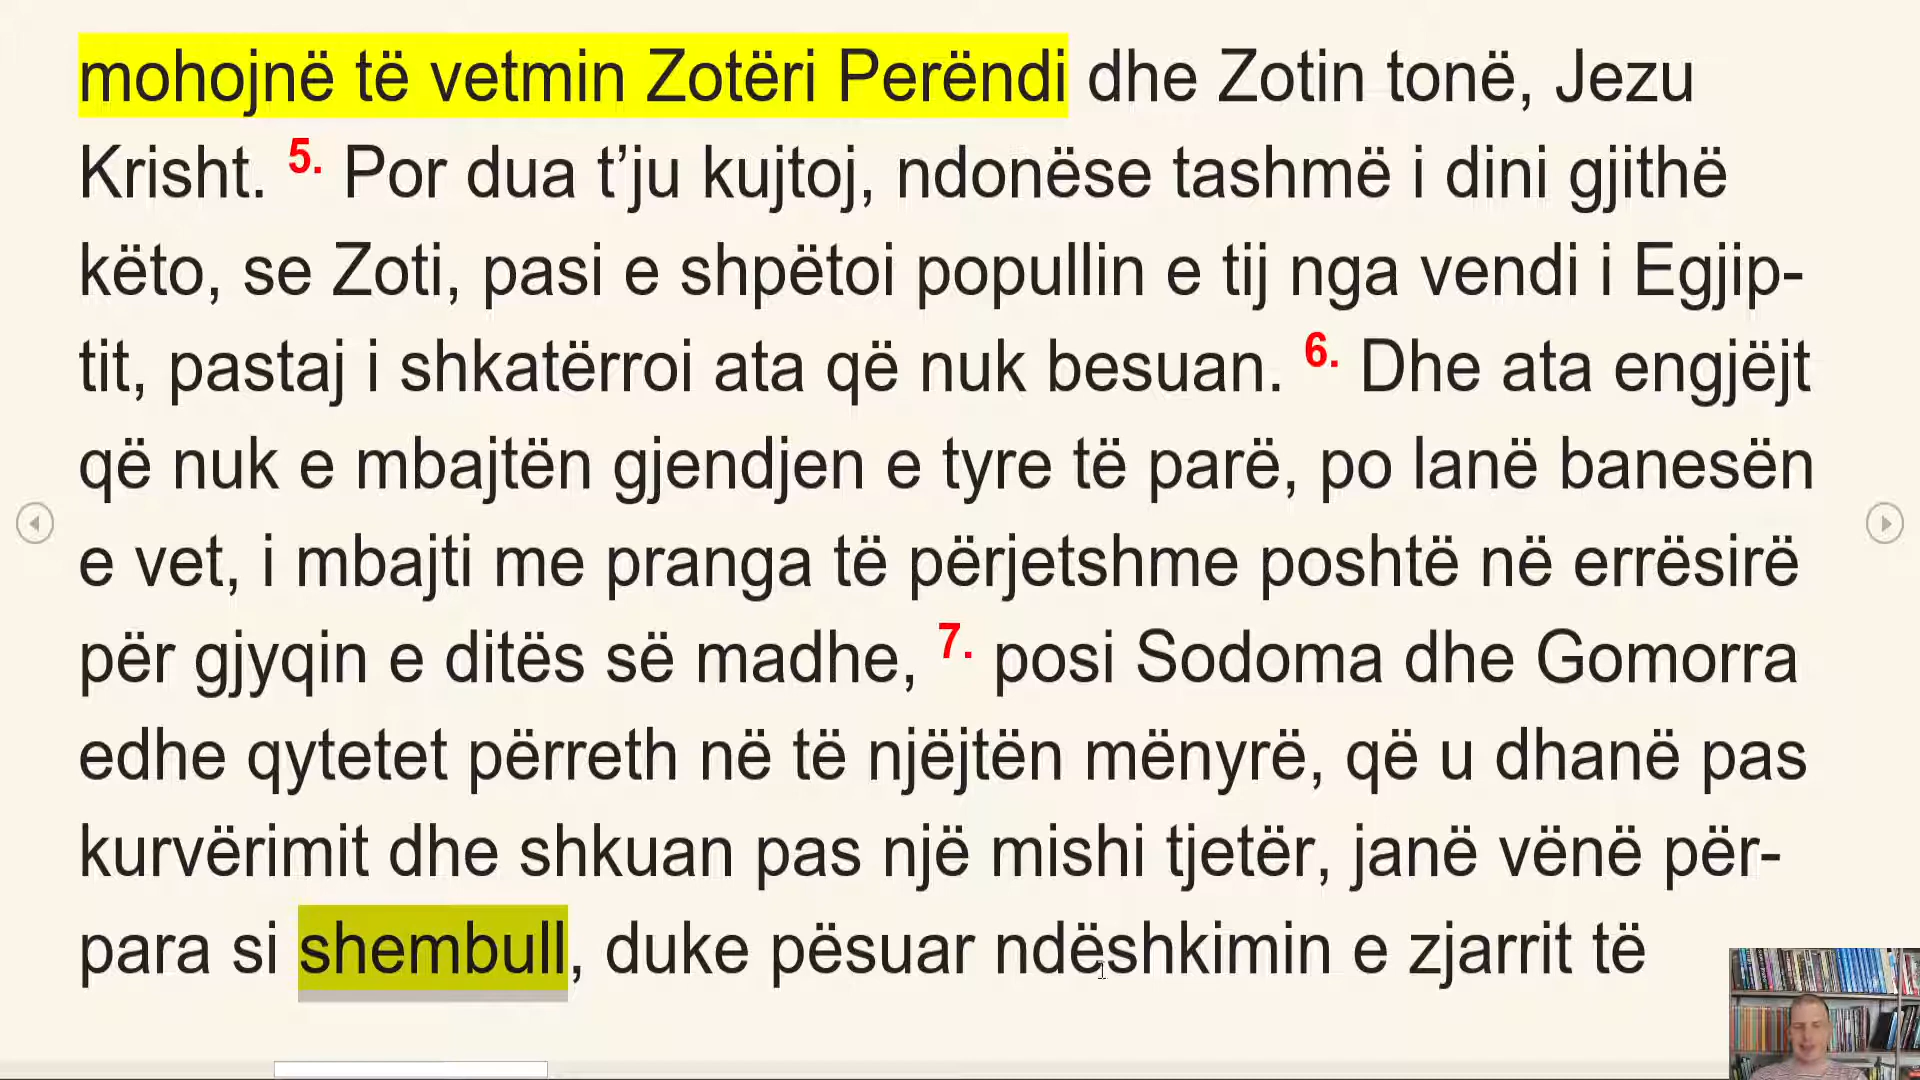 mohojnë të vetmin Zotëri Perëndi dhe Zotin tonë, Jezu
Krisht. 5. Por dua t’ju kujtoj, ndonëse tashmë i dini gjithë
këto, se Zoti, pasi e shpëtoi popullin e tij nga vendi i Egjip-
tit, pastaj i shkatërroi ata që nuk besuan. 6. Dhe ata engjëjt
që nuk e mbajtën gjendjen e tyre të parë, po lanë banesën
e vet, i mbajti me pranga të përjetshme poshtë në errësirë
për gjyqin e ditës së madhe, 7. posi Sodoma dhe Gomorra
edhe qytetet përreth në të njëjtën mënyrë, që u dhanë pas
kurvërimit dhe shkuan pas një mishi tjetër, janë vënë për-
para si shembull, duke pësuar ndëshkimin e zjarrit të